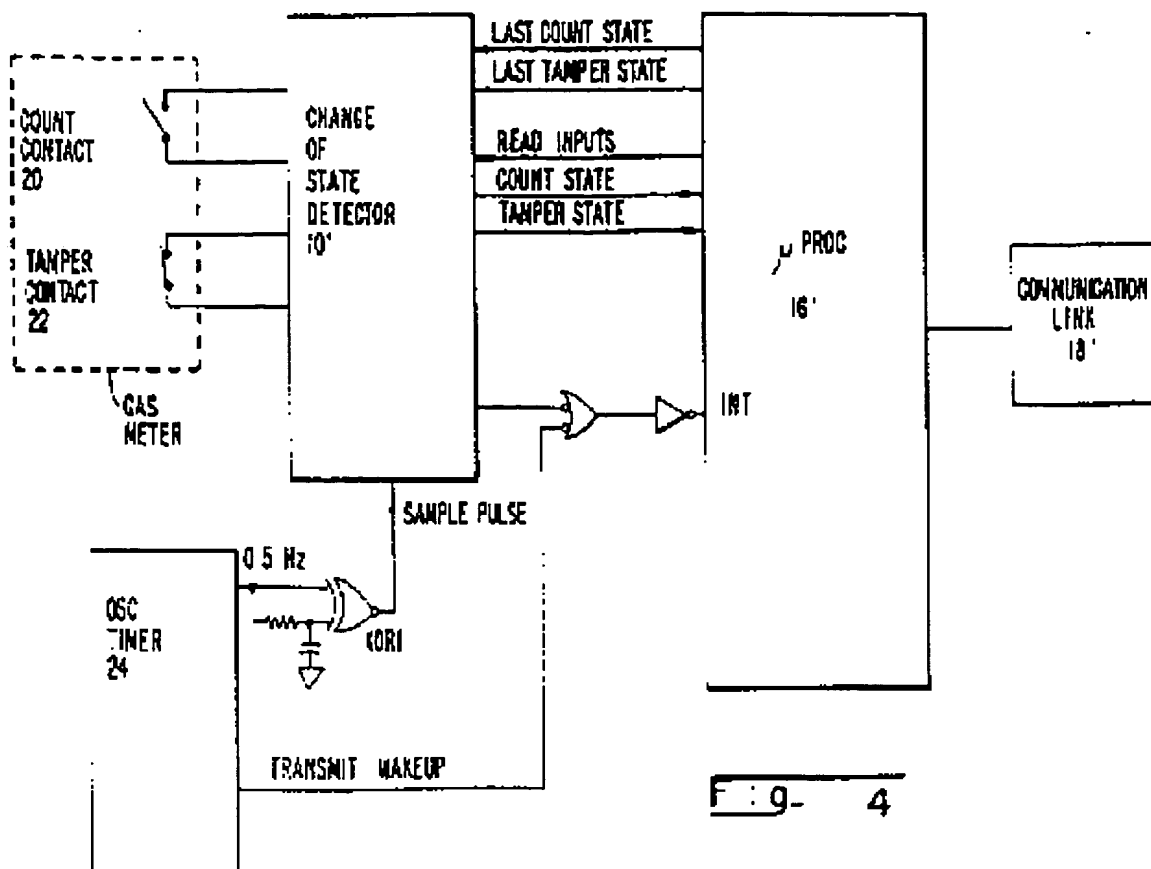 LAST COUNT STATE
LAST TAMPER STATE
READ INPUTS
COUNT STATE
TAMPER STATE
COUNT
CONTACT
20
TAMPER
CONTACT
22
GAS
METER
CHANGE
OF
STATE
DETECTOR
10'
μ PROC
16'
INT
COMMUNICATION
LINK
18'
SAMPLE PULSE
0.5 Hz
XOR1
OSC
TIMER
24
TRANSMIT WAKEUP
Fig- 4